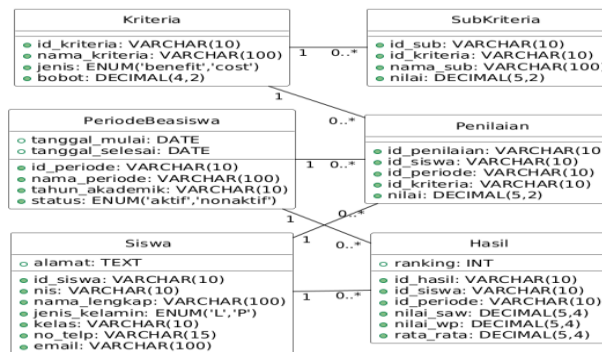 Kriteria
id_kriteria: VARCHAR(10)
nama_kriteria: VARCHAR(100)
jenis: ENUM('benefit','cost')
bobot: DECIMAL(4,2)
1 0..*
SubKriteria
id_sub: VARCHAR(10)
id_kriteria: VARCHAR(10)
nama_sub: VARCHAR(100
nilai: DECIMAL(5,2)
1
0..*
PeriodeBeasiswa
tanggal_mulai: DATE
tanggal_selesai: DATE
id_periode: VARCHAR(10)
nama_periode: VARCHAR(100)
tahun_akademik: VARCHAR(10)
status: ENUM('aktif','nonaktif')
1 0..*
Penilaian
id_penilaian: VARCHAR(10
id_siswa: VARCHAR(10)
id_periode: VARCHAR(10)
id_kriteria: VARCHAR(10)
nilai: DECIMAL(5,2)
1
0..*
1
0..*
Siswa
alamat: TEXT
id_siswa: VARCHAR(10)
nis: VARCHAR(10)
nama_lengkap: VARCHAR(100)
jenis_kelamin: ENUM('L','P')
kelas: VARCHAR(10)
no_telp: VARCHAR(15)
email: VARCHAR(100)
1 0..*
Hasil
ranking: INT
id_hasil: VARCHAR(10)
id_siswa: VARCHAR(10)
id_periode: VARCHAR(10)
nilai_saw: DECIMAL(5,4)
nilai_wp: DECIMAL(5,4)
rata_rata: DECIMAL(5,4)